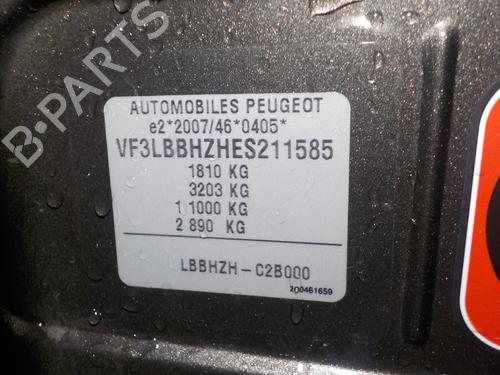 B-PARTS
AUTOMOBILES PEUGEOT
e2*2007/46*0405*
VF3LBBHZHES211585
1810 KG
3203 KG
1 1000 KG
2 890 KG
LBBHZH-C2B000
200461659